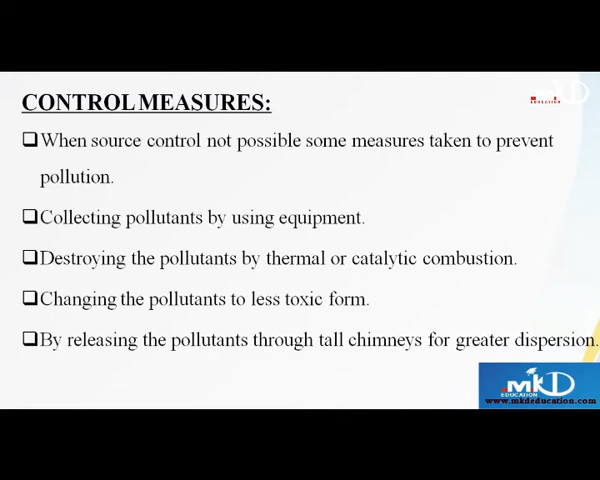 CONTROL MEASURES:
MKD
EDUCATION
❑When source control not possible some measures taken to prevent
pollution.
❑Collecting pollutants by using equipment.
❑Destroying the pollutants by thermal or catalytic combustion.
❑Changing the pollutants to less toxic form.
❑By releasing the pollutants through tall chimneys for greater dispersion.
MKD
EDUCATION
www.mkdeducation.com